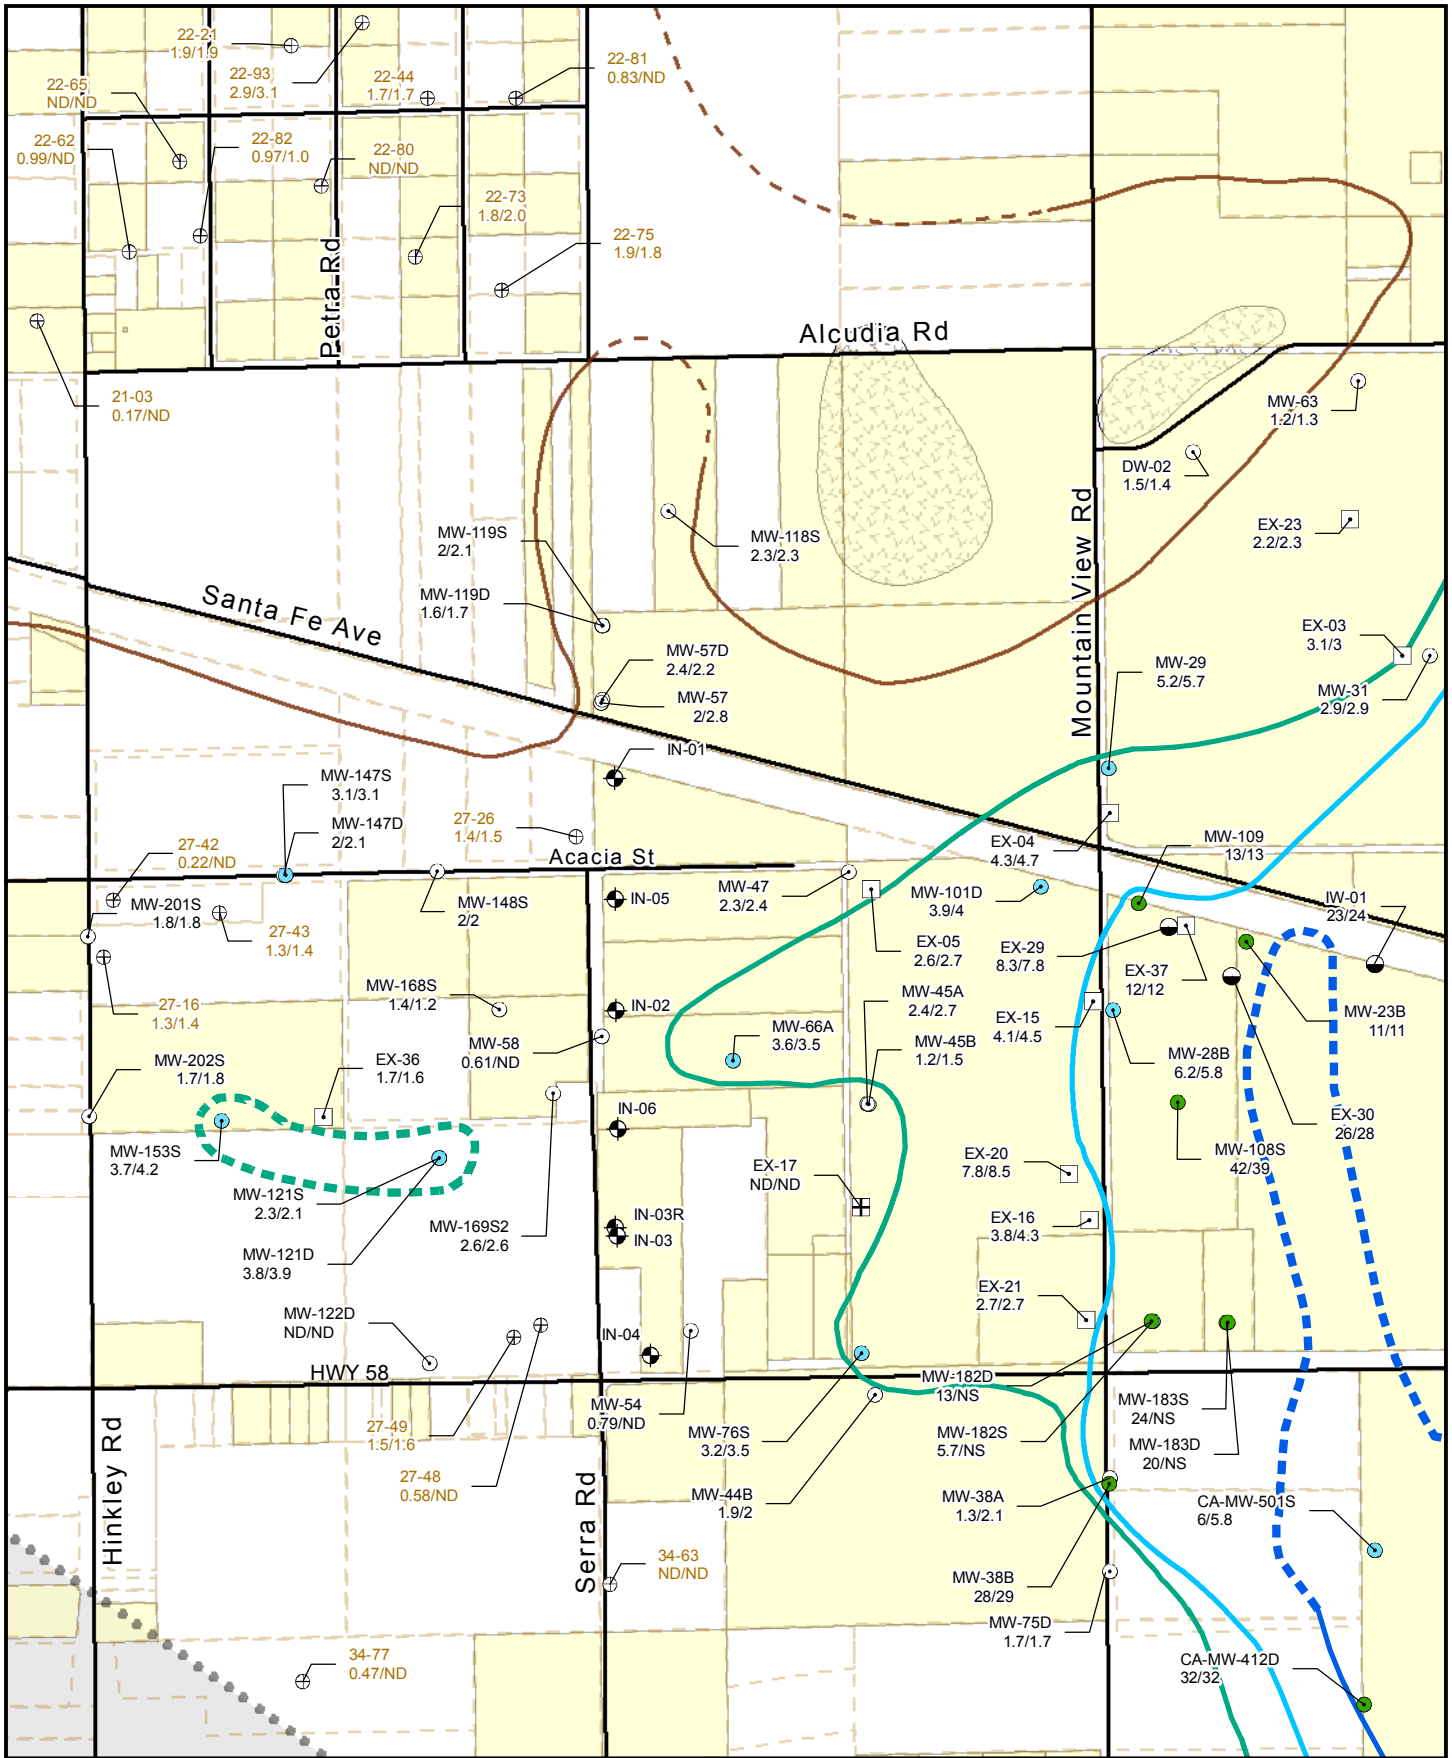 22-21
1.9/1.9
22-93
2.9/3.1
22-44
1.7/1.7
22-81
0.83/ND
22-65
ND/ND
22-62
0.99/ND
22-82
0.97/1.0
22-80
ND/ND
22-73
1.8/2.0
22-75
1.9/1.8
Petra Rd
Alcudia Rd
21-03
0.17/ND
MW-63
1.2/1.3
DW-02
1.5/1.4
EX-23
2.2/2.3
MW-119S
2/2.1
MW-118S
2.3/2.3
MW-119D
1.6/1.7
Santa Fe Ave
Mountain View Rd
EX-03
3.1/3
MW-57D
2.4/2.2
MW-57
2/2.8
MW-29
5.2/5.7
MW-31
2.9/2.9
IN-01
MW-147S
3.1/3.1
MW-147D
2/2.1
27-26
1.4/1.5
27-42
0.22/ND
Acacia St
EX-04
4.3/4.7
MW-109
13/13
MW-201S
1.8/1.8
MW-148S
2/2
IN-05
MW-47
2.3/2.4
MW-101D
3.9/4
IW-01
23/24
27-43
1.3/1.4
EX-05
2.6/2.7
EX-29
8.3/7.8
EX-37
12/12
27-16
1.3/1.4
MW-168S
1.4/1.2
IN-02
MW-45A
2.4/2.7
EX-15
4.1/4.5
MW-23B
11/11
MW-58
0.61/ND
MW-66A
3.6/3.5
MW-45B
1.2/1.5
MW-28B
6.2/5.8
MW-202S
1.7/1.8
EX-36
1.7/1.6
IN-06
EX-30
26/28
MW-153S
3.7/4.2
EX-17
ND/ND
EX-20
7.8/8.5
MW-108S
42/39
MW-121S
2.3/2.1
MW-169S2
2.6/2.6
IN-03R
IN-03
EX-16
3.8/4.3
MW-121D
3.8/3.9
EX-21
2.7/2.7
MW-122D
ND/ND
IN-04
HWY 58
MW-182D
13/NS
MW-54
0.79/ND
MW-183S
24/NS
27-49
1.5/1.6
MW-76S
3.2/3.5
MW-182S
5.7/NS
MW-183D
20/NS
Hinkley Rd
27-48
0.58/ND
Serra Rd
MW-44B
1.9/2
MW-38A
1.3/2.1
CA-MW-501S
6/5.8
34-63
ND/ND
MW-38B
28/29
MW-75D
1.7/1.7
34-77
0.47/ND
CA-MW-412D
32/32